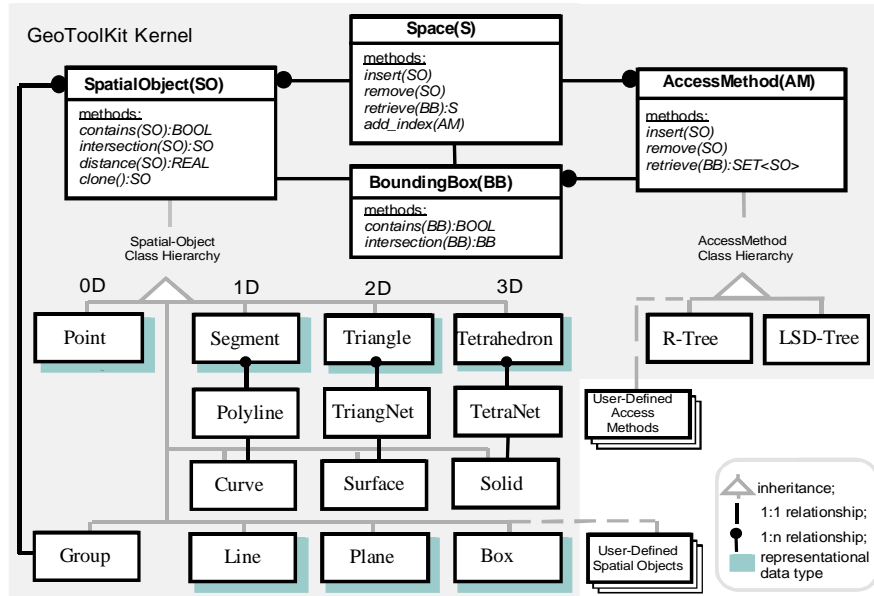 GeoToolKit Kernel
Space(S)
methods:
insert(SO)
remove(SO)
retrieve(BB):S
add_index(AM)
SpatialObject(SO)
methods:
contains(SO):BOOL
intersection(SO):SO
distance(SO):REAL
clone():SO
AccessMethod(AM)
methods:
insert(SO)
remove(SO)
retrieve(BB):SET<SO>
BoundingBox(BB)
methods:
contains(BB):BOOL
intersection(BB):BB
Spatial-Object
Class Hierarchy
AccessMethod
Class Hierarchy
0D 1D 2D 3D
Point
Segment
Triangle
Tetrahedron
R-Tree
LSD-Tree
Polyline
TriangNet
TetraNet
User-Defined
Access
Methods
Curve
Surface
Solid
Group
Line
Plane
Box
User-Defined
Spatial Objects
inheritance;
1:1 relationship;
1:n relationship;
representational
data type